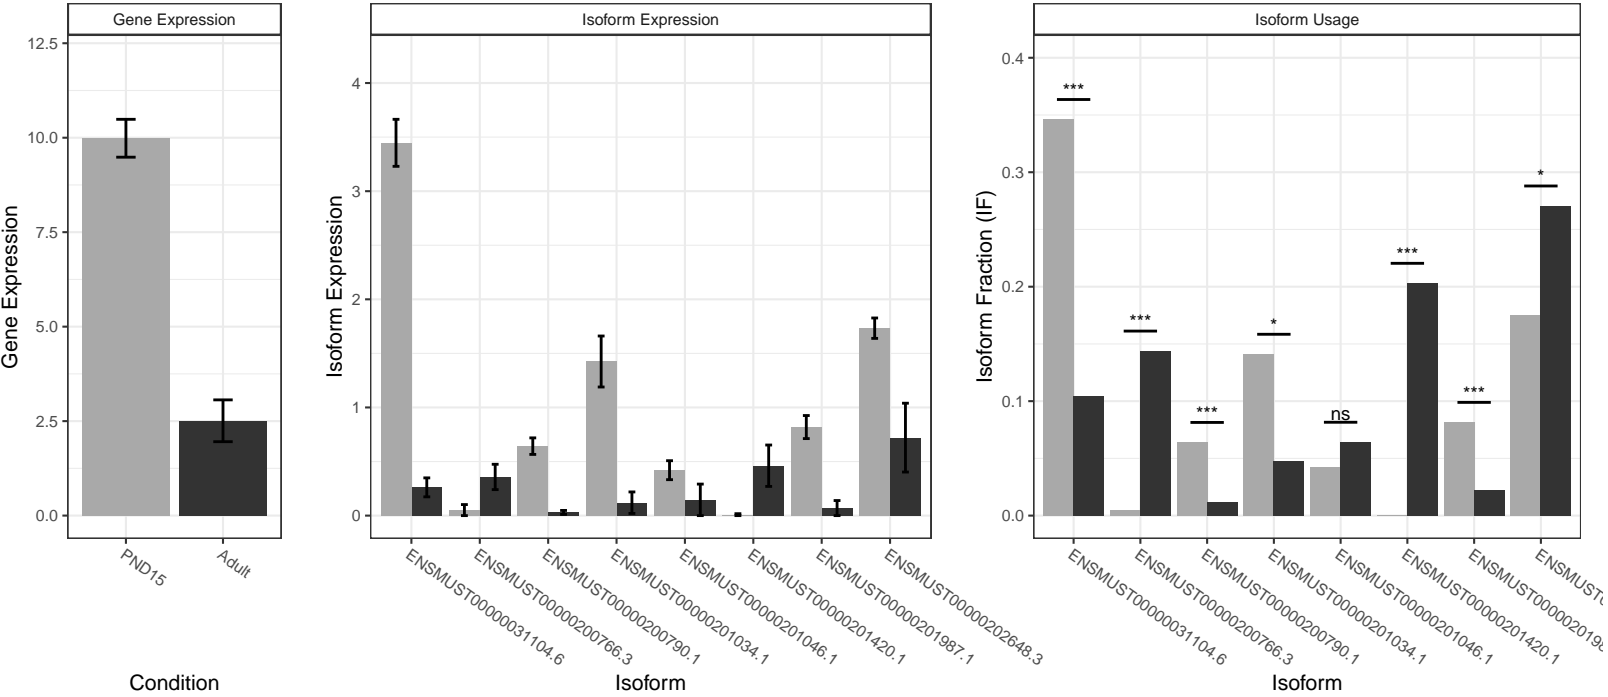 Gene Expression
12.5
10.0
7.5
5.0
2.5
0.0
Gene Expression
PND15
Adult
Condition
Isoform Expression
4
3
2
1
0
Isoform Expression
ENSMUST00000031104.6
ENSMUST00000200766.3
ENSMUST00000200790.1
ENSMUST00000201034.1
ENSMUST00000201046.1
ENSMUST00000201420.1
ENSMUST00000201987.1
ENSMUST00000202648.3
Isoform
Isoform Usage
0.4
0.3
0.2
0.1
0.0
Isoform Fraction (IF)
***
***
***
*
ns
***
***
*
ENSMUST00000031104.6
ENSMUST00000200766.3
ENSMUST00000200790.1
ENSMUST00000201034.1
ENSMUST00000201046.1
ENSMUST00000201420.1
ENSMUST0000020198
ENSMUST0
Isoform